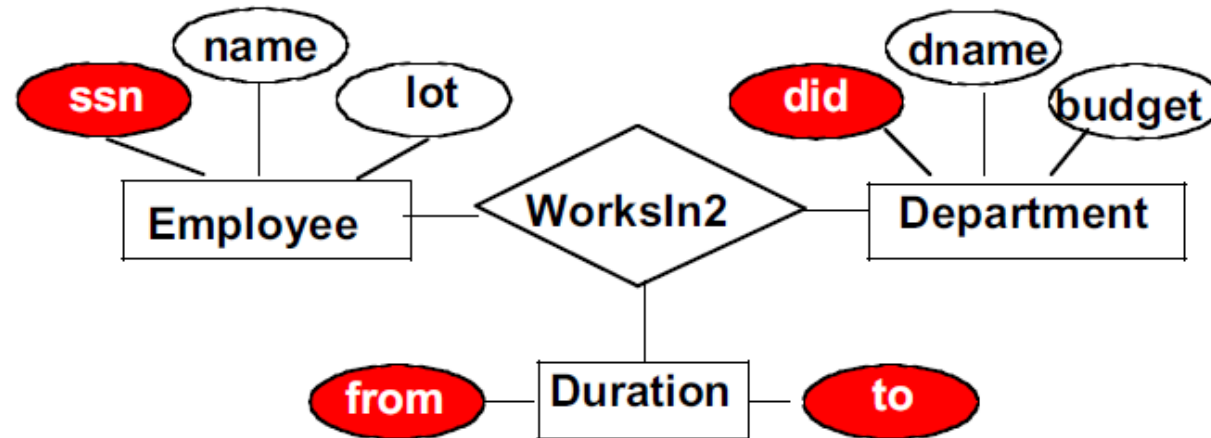 name
dname
ssn
lot
did
budget
Employee
WorksIn2
Department
from
Duration
to